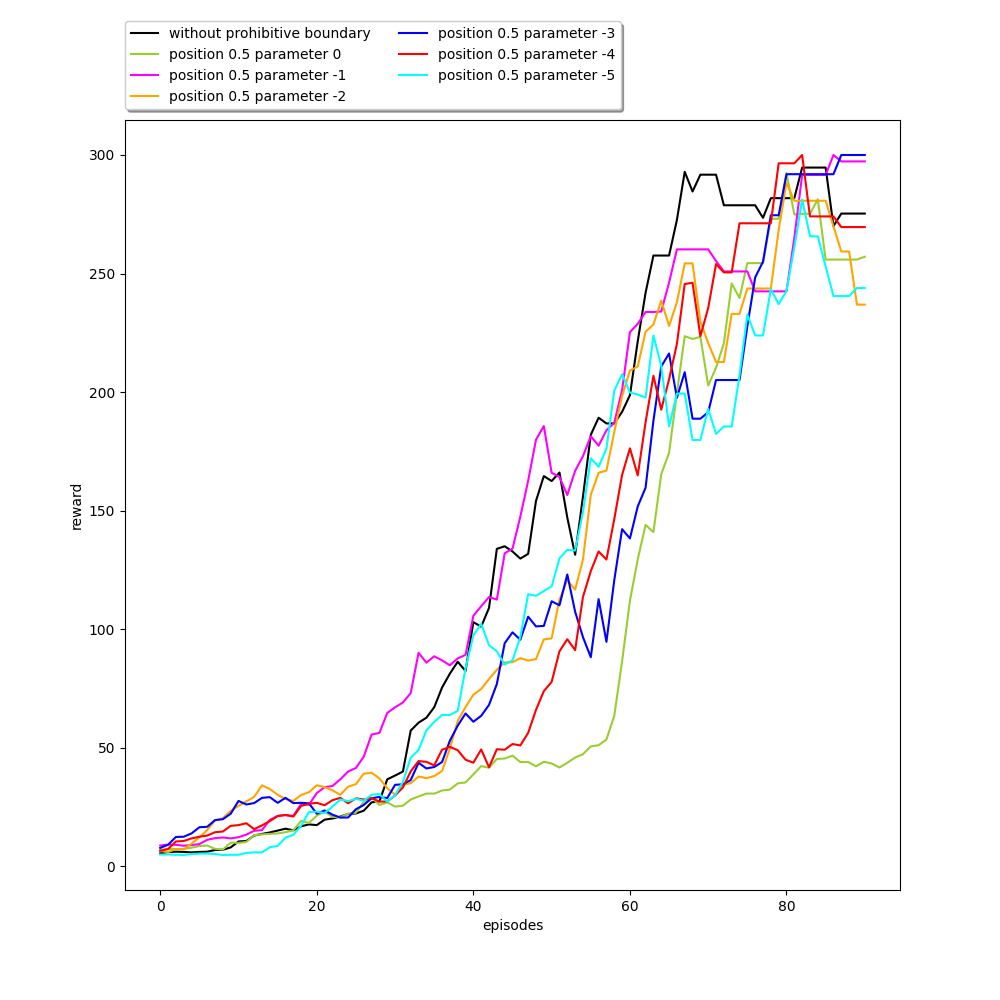 without prohibitive boundary
position 0.5 parameter 0
position 0.5 parameter -1
position 0.5 parameter -2
position 0.5 parameter -3
position 0.5 parameter -4
position 0.5 parameter -5
300
250
200
150
100
50
0
reward
0 20 40 60 80
episodes